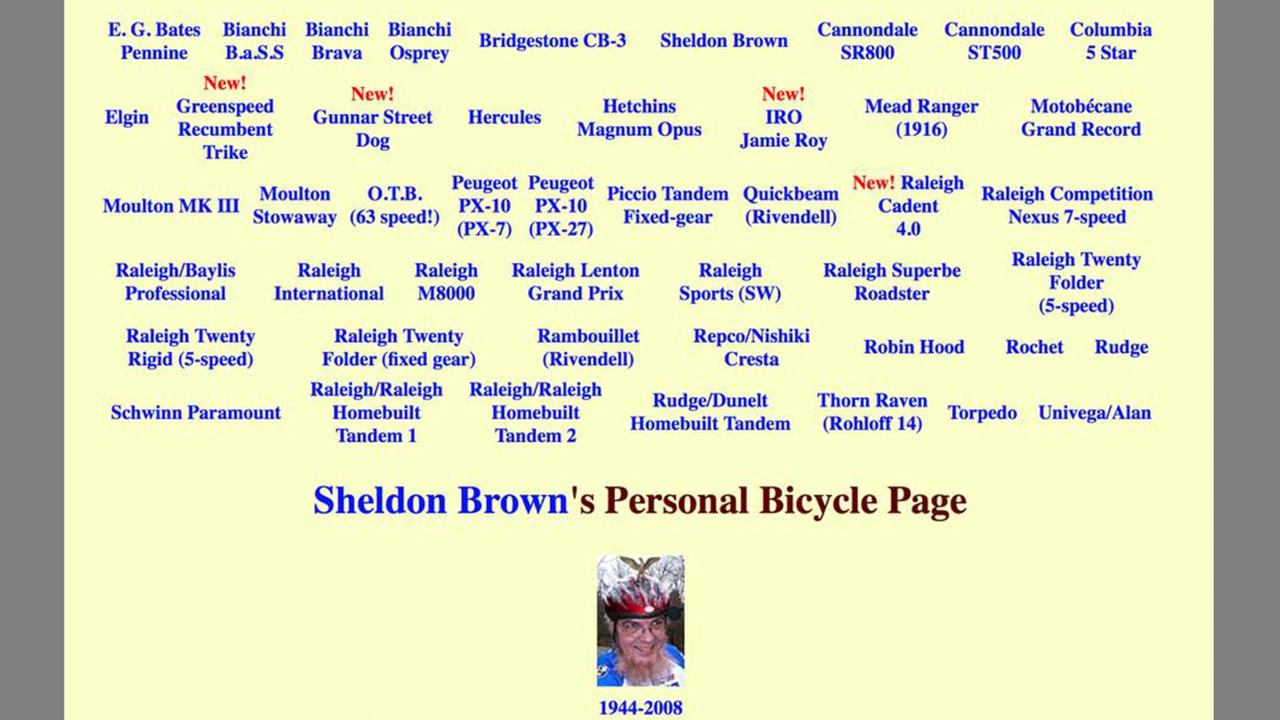 E. G. Bates Pennine
Bianchi B.a.S.S
Bianchi Brava
Bianchi Osprey
Bridgestone CB-3
Sheldon Brown
Cannondale SR800
Cannondale ST500
Columbia 5 Star
Elgin
New! Greenspeed Recumbent Trike
New! Gunnar Street Dog
Hercules
Hetchins Magnum Opus
New! IRO Jamie Roy
Mead Ranger (1916)
Motobécane Grand Record
Moulton MK III
Moulton Stowaway
O.T.B. (63 speed!)
Peugeot PX-10 (PX-7)
Peugeot PX-10 (PX-27)
Piccio Tandem Fixed-gear
Quickbeam (Rivendell)
New! Raleigh Cadent 4.0
Raleigh Competition Nexus 7-speed
Raleigh/Baylis Professional
Raleigh International
Raleigh M8000
Raleigh Lenton Grand Prix
Raleigh Sports (SW)
Raleigh Superbe Roadster
Raleigh Twenty Folder (5-speed)
Raleigh Twenty Rigid (5-speed)
Raleigh Twenty Folder (fixed gear)
Rambouillet (Rivendell)
Repco/Nishiki Cresta
Robin Hood
Rochet
Rudge
Schwinn Paramount
Raleigh/Raleigh Homebuilt Tandem 1
Raleigh/Raleigh Homebuilt Tandem 2
Rudge/Dunelt Homebuilt Tandem
Thorn Raven (Rohloff 14)
Torpedo
Univega/Alan
Sheldon Brown's Personal Bicycle Page
1944-2008